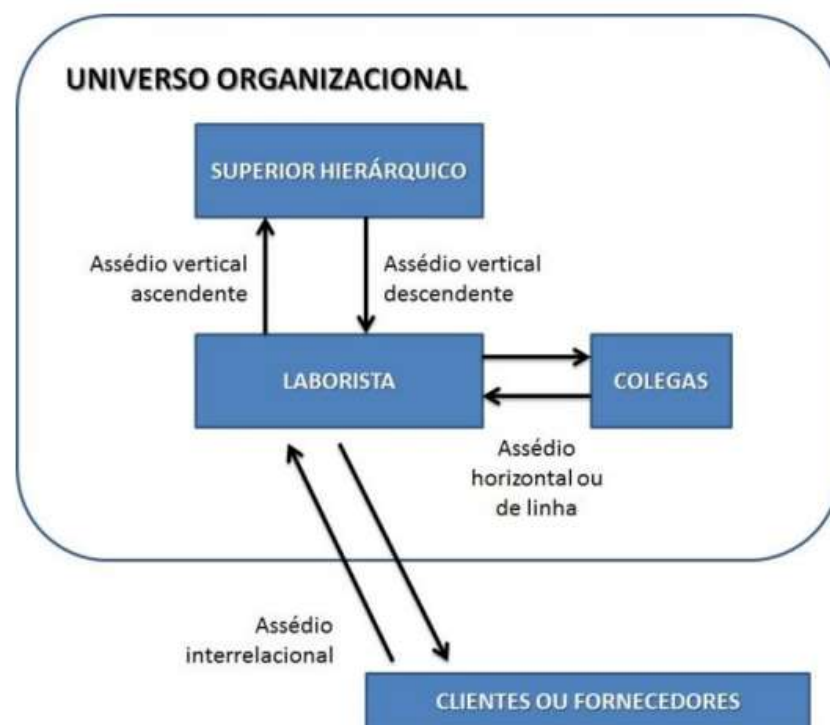 UNIVERSO ORGANIZACIONAL
SUPERIOR HIERÁRQUICO
Assédio vertical
ascendente
Assédio vertical
descendente
LABORISTA
COLEGAS
Assédio
horizontal ou
de linha
Assédio
interrelacional
CLIENTES OU FORNECEDORES